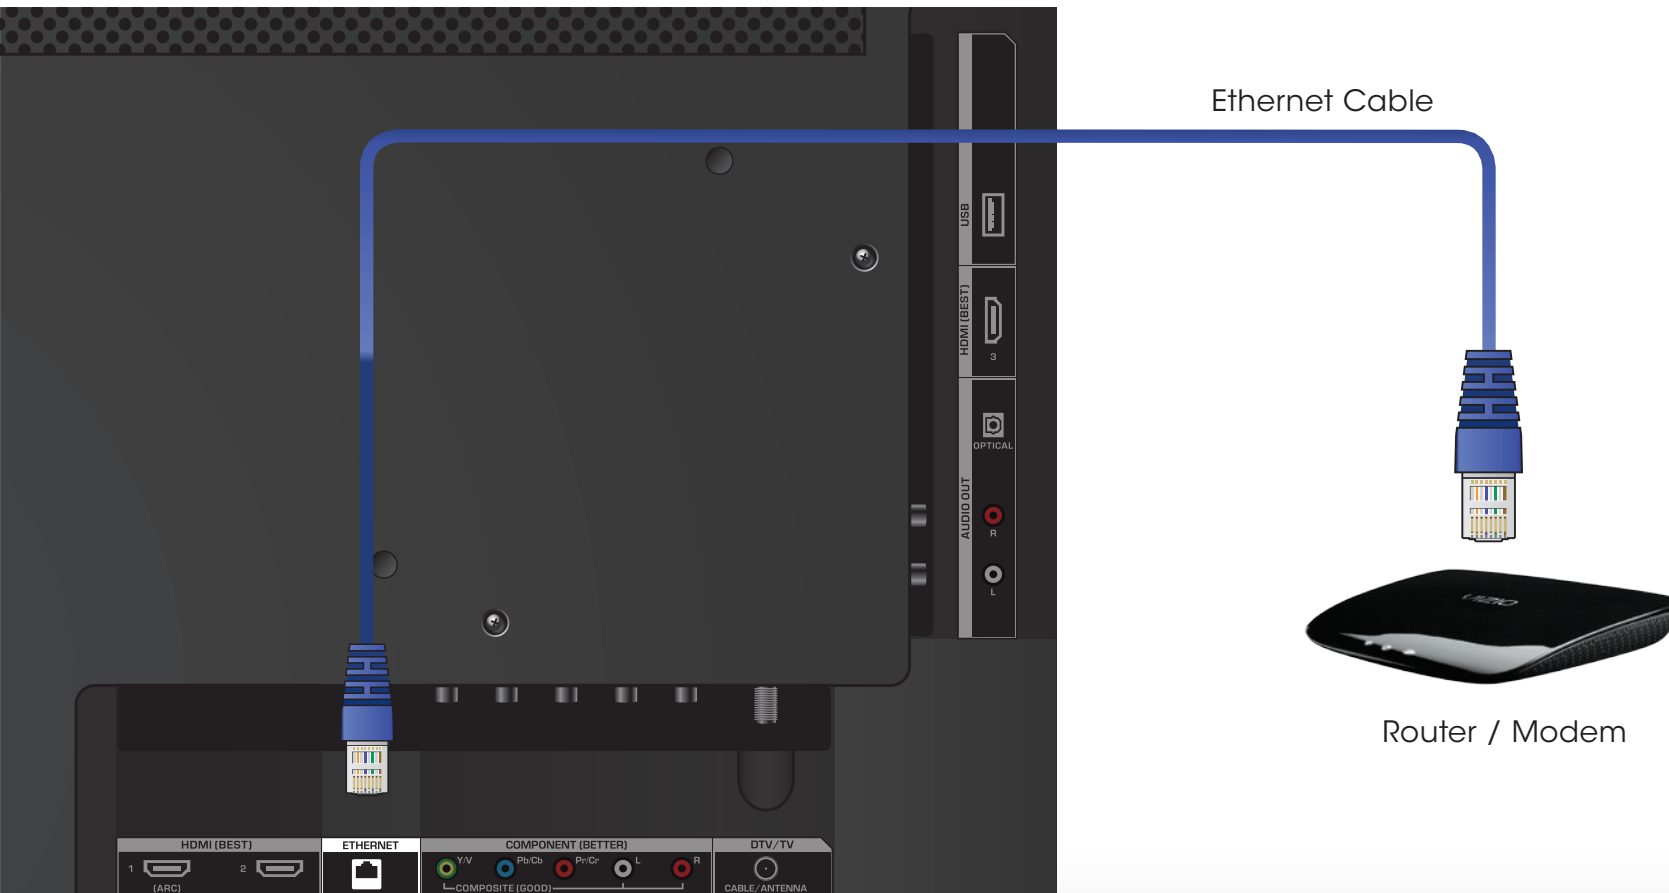 Ethernet Cable
USB
HDMI (BEST)
3
OPTICAL
AUDIO OUT
R
L
VIZIO
Router / Modem
HDMI (BEST)
ETHERNET
COMPONENT (BETTER)
DTV/TV
1
2
Y/V
Pb/Cb
Pr/Cr
L
R
(ARC)
COMPOSITE (GOOD)
CABLE/ANTENNA